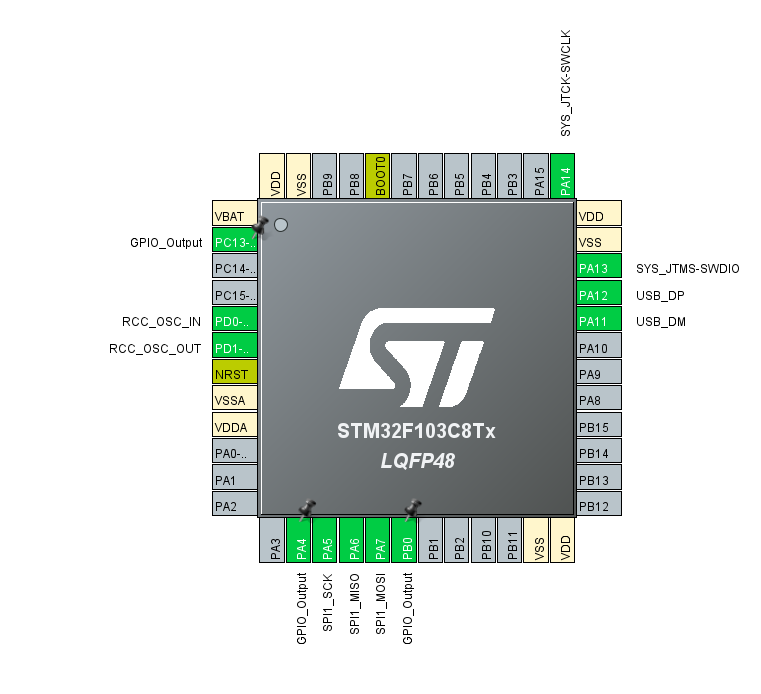 SYS_JTCK-SWCLK
VDD
VSS
PB9
PB8
BOOT0
PB7
PB6
PB5
PB4
PB3
PA15
PA14
VBAT
VDD
GPIO_Output
PC13-..
VSS
PC14-..
PA13
SYS_JTMS-SWDIO
PC15-..
PA12
USB_DP
RCC_OSC_IN
PD0-..
PA11
USB_DM
RCC_OSC_OUT
PD1-..
PA10
NRST
PA9
VSSA
PA8
VDDA
PB15
PA0-..
PB14
PA1
PB13
PA2
PB12
ST
STM32F103C8Tx
LQFP48
PA3
PA4
PA5
PA6
PA7
PB0
PB1
PB2
PB10
PB11
VSS
VDD
GPIO_Output
SPI1_SCK
SPI1_MISO
SPI1_MOSI
GPIO_Output